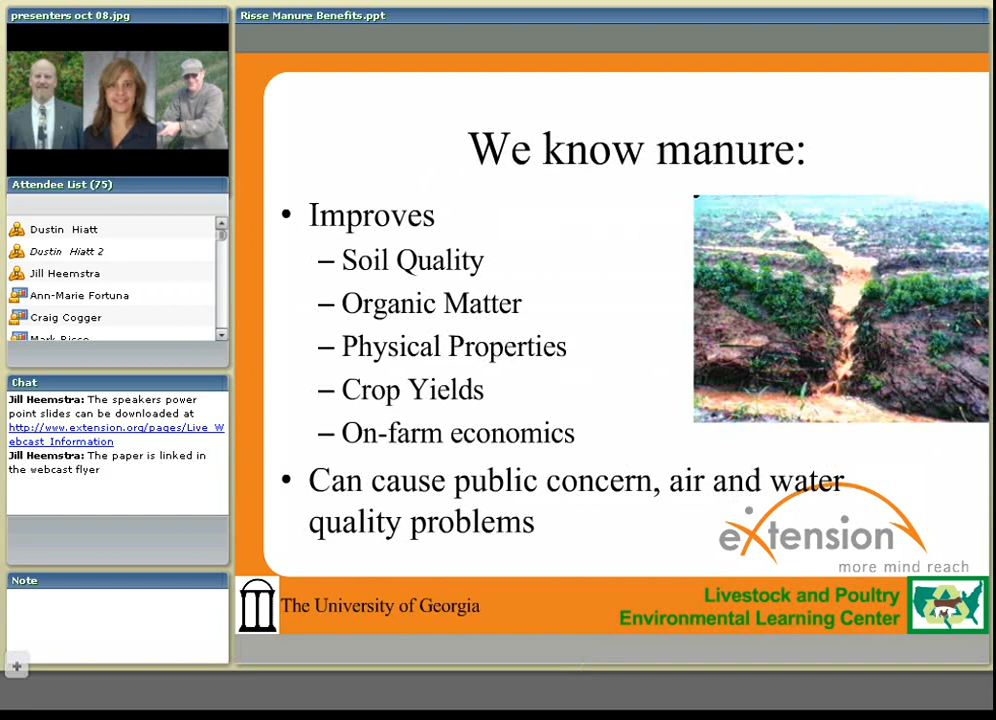 presenters oct 08.jpg
Attendee List (75)
Dustin Hiatt
Dustin Hiatt 2
Jill Heemstra
Ann-Marie Fortuna
Craig Cogger
Mark Risse
Chat
Jill Heemstra: The speakers power
point slides can be downloaded at
http://www.extension.org/pages/Live_W
ebcast_Information
Jill Heemstra: The paper is linked in
the webcast flyer
Note
Risse Manure Benefits.ppt
We know manure:
• Improves
– Soil Quality
– Organic Matter
– Physical Properties
– Crop Yields
– On-farm economics
• Can cause public concern, air and water
quality problems
eXtension
more mind reach
The University of Georgia
Livestock and Poultry
Environmental Learning Center